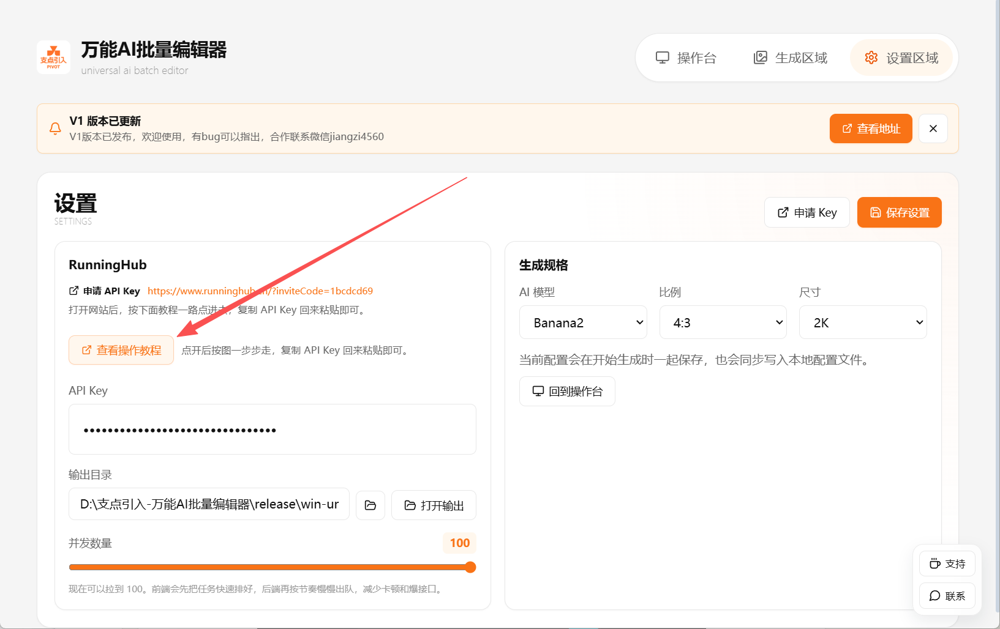 支点引入
PIVOT
万能AI批量编辑器
universal ai batch editor
操作台
生成区域
设置区域
V1 版本已更新
V1版本已发布，欢迎使用，有bug可以指出，合作联系微信jiangzi4560
查看地址
设置
SETTINGS
申请 Key
保存设置
RunningHub
申请 API Key https://www.runninghub.cn/?inviteCode=1bcdcd69
打开网站后，按下面教程一路点进去，复制 API Key 回来粘贴即可。
查看操作教程
点开后按图一步步走，复制 API Key 回来粘贴即可。
API Key
输出目录
D:\支点引入-万能AI批量编辑器\release\win-ur
打开输出
并发数量
100
现在可以拉到 100。前端会先把任务快速排好，后端再按节奏慢慢出队，减少卡顿和爆接口。
生成规格
AI 模型
比例
尺寸
Banana2
4:3
2K
当前配置会在开始生成时一起保存，也会同步写入本地配置文件。
回到操作台
支持
联系